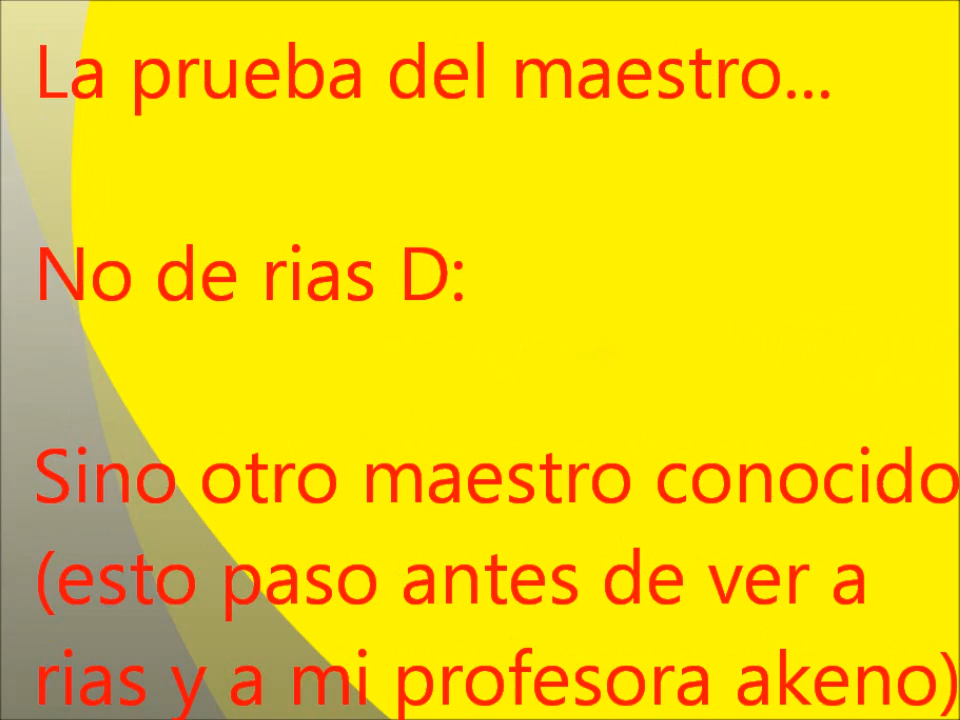 La prueba del maestro...
No de rias D:
Sino otro maestro conocido
(esto paso antes de ver a
rias y a mi profesora akeno)